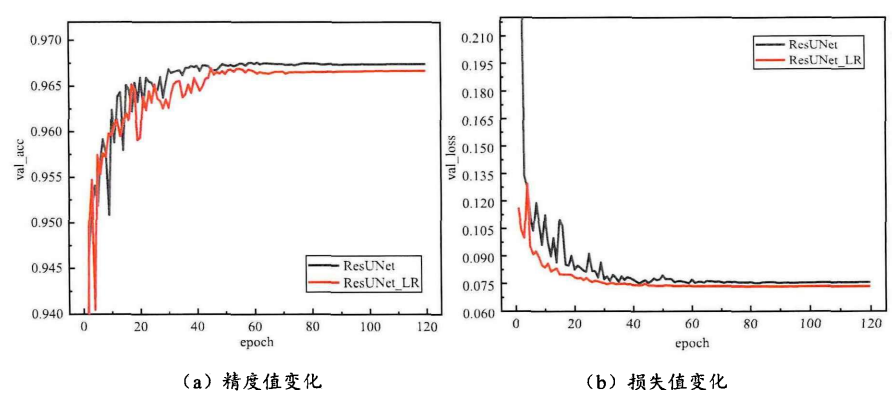 0.970
0.965
0.960
0.955
0.950
0.945
0.940
val_acc
0 20 40 60 80 100 120
epoch
ResUNet
ResUNet_LR
(a) 精度值变化
0.210
0.195
0.180
0.165
0.150
0.135
0.120
0.105
0.090
0.075
0.060
val_loss
0 20 40 60 80 100 120
epoch
ResUNet
ResUNet_LR
(b) 损失值变化